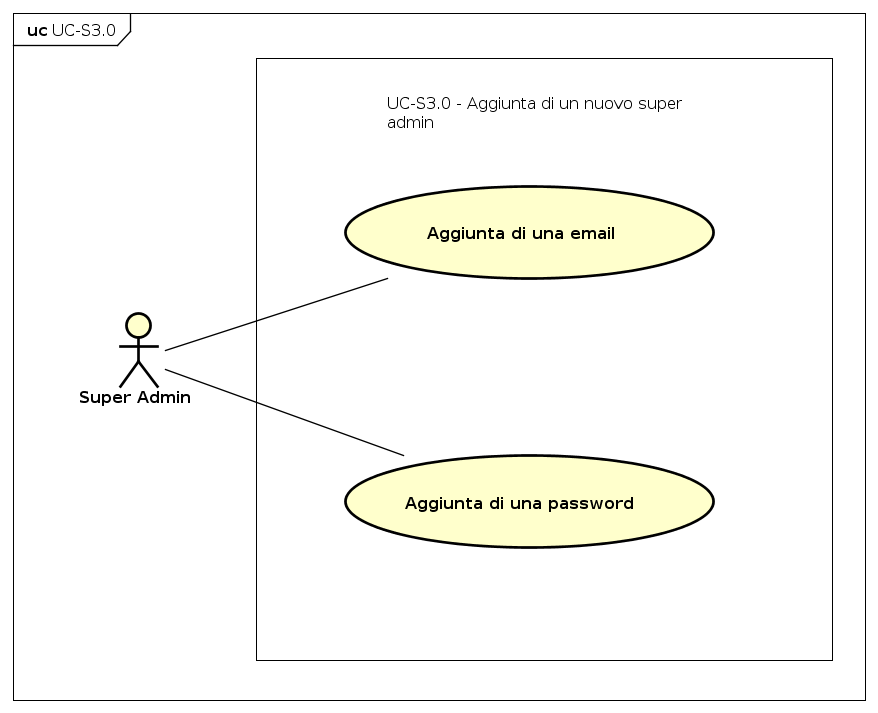 uc UC-S3.0
UC-S3.0 - Aggiunta di un nuovo super
admin
Aggiunta di una email
Super Admin
Aggiunta di una password